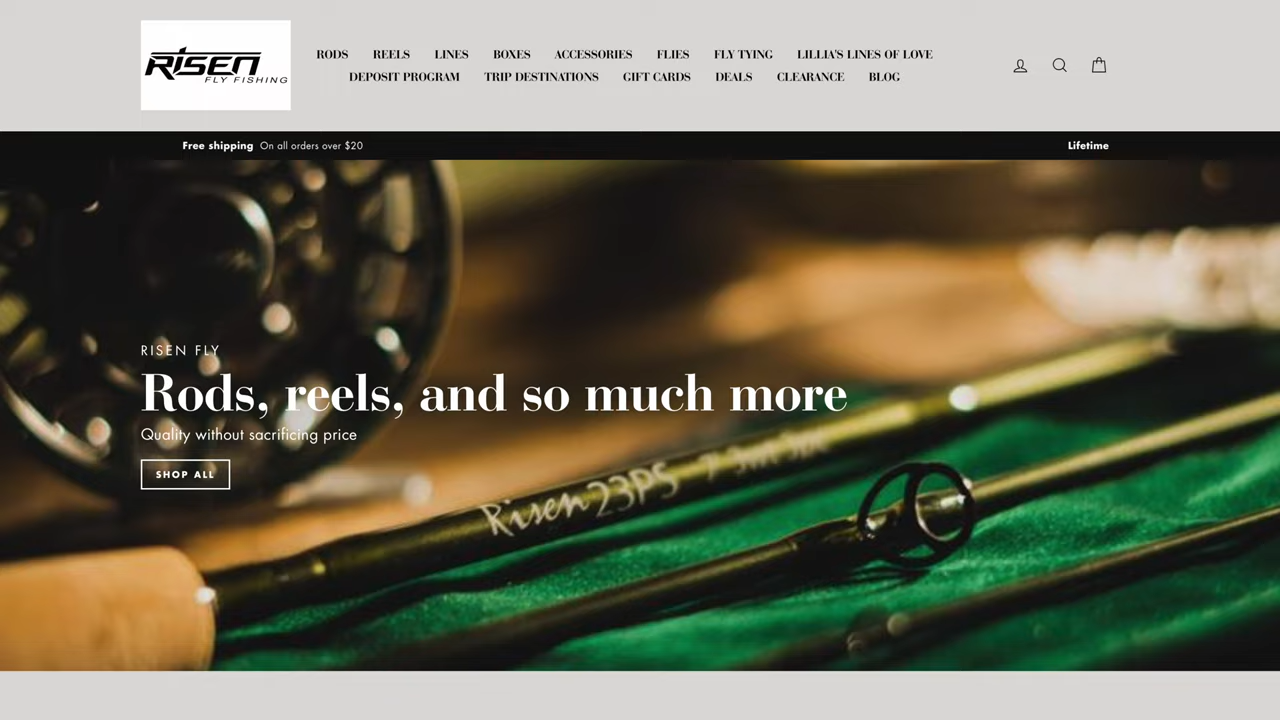 RISEN
FLY FISHING
RODS REELS LINES BOXES ACCESSORIES FLIES FLY TYING LILLIA'S LINES OF LOVE
DEPOSIT PROGRAM TRIP DESTINATIONS GIFT CARDS DEALS CLEARANCE BLOG
Free shipping On all orders over $20
Lifetime
RISEN FLY
Rods, reels, and so much more
Quality without sacrificing price
SHOP ALL
Risen 23PS